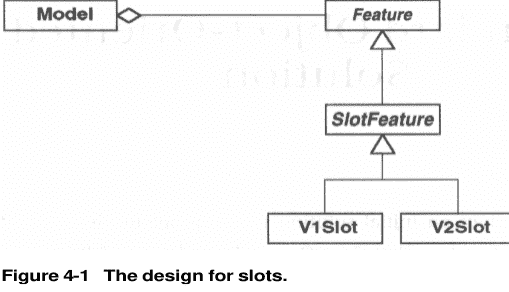 Model
Feature
SlotFeature
V1Slot
V2Slot
Figure 4-1 The design for slots.